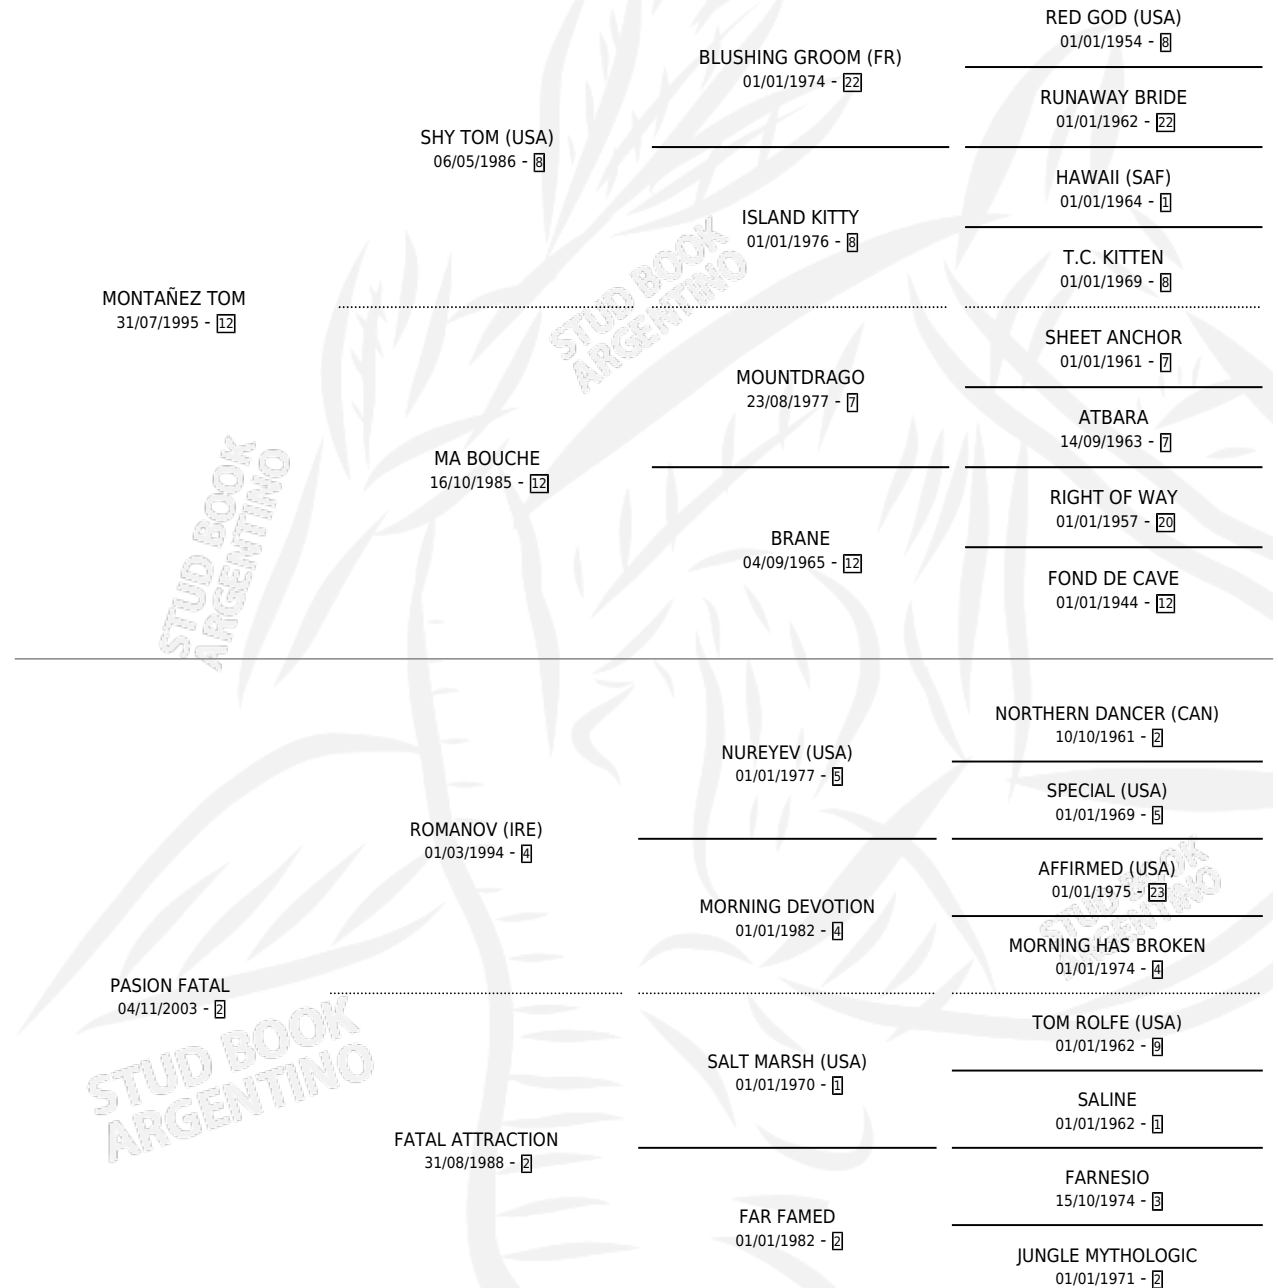 RED GOD (USA)
01/01/1954 - 8
BLUSHING GROOM (FR)
01/01/1974 - 22
RUNAWAY BRIDE
01/01/1962 - 22
SHY TOM (USA)
06/05/1986 - 8
HAWAII (SAF)
01/01/1964 - 1
ISLAND KITTY
01/01/1976 - 8
T.C. KITTEN
01/01/1969 - 8
MONTAÑEZ TOM
31/07/1995 - 12
SHEET ANCHOR
01/01/1961 - 7
MOUNTDRAGO
23/08/1977 - 7
ATBARA
14/09/1963 - 7
MA BOUCHE
16/10/1985 - 12
RIGHT OF WAY
01/01/1957 - 20
BRANE
04/09/1965 - 12
FOND DE CAVE
01/01/1944 - 12
STUD BOOK
ARGENTINO
STUD BOOK
ARGENTINO
NORTHERN DANCER (CAN)
10/10/1961 - 2
NUREYEV (USA)
01/01/1977 - 5
SPECIAL (USA)
01/01/1969 - 5
ROMANOV (IRE)
01/03/1994 - 4
AFFIRMED (USA)
01/01/1975 - 23
MORNING DEVOTION
01/01/1982 - 4
MORNING HAS BROKEN
01/01/1974 - 4
PASION FATAL
04/11/2003 - 2
TOM ROLFE (USA)
01/01/1962 - 9
SALT MARSH (USA)
01/01/1970 - 1
SALINE
01/01/1962 - 1
FATAL ATTRACTION
31/08/1988 - 2
FARNESIO
15/10/1974 - 3
FAR FAMED
01/01/1982 - 2
JUNGLE MYTHOLOGIC
01/01/1971 - 2
STUD BOOK
ARGENTINO
STUD BOOK
ARGENTINO